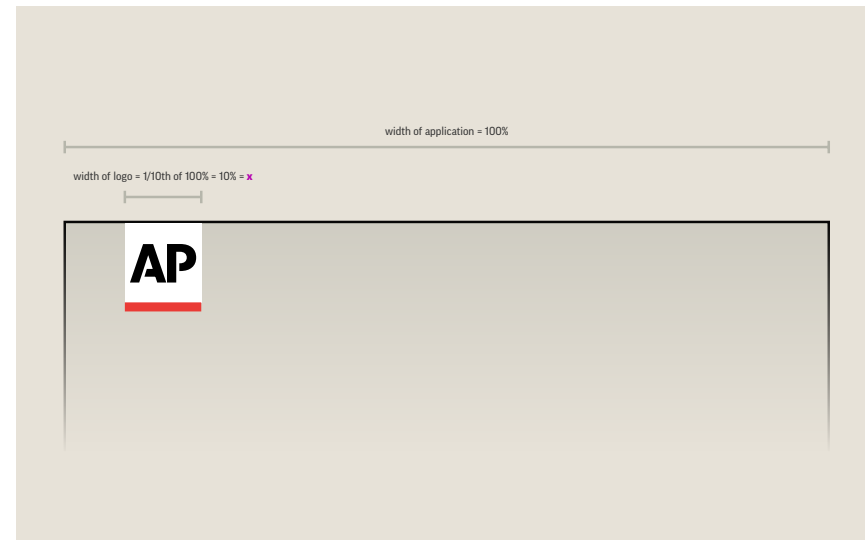 width of application = 100%
width of logo = 1/10th of 100% = 10% = x
AP